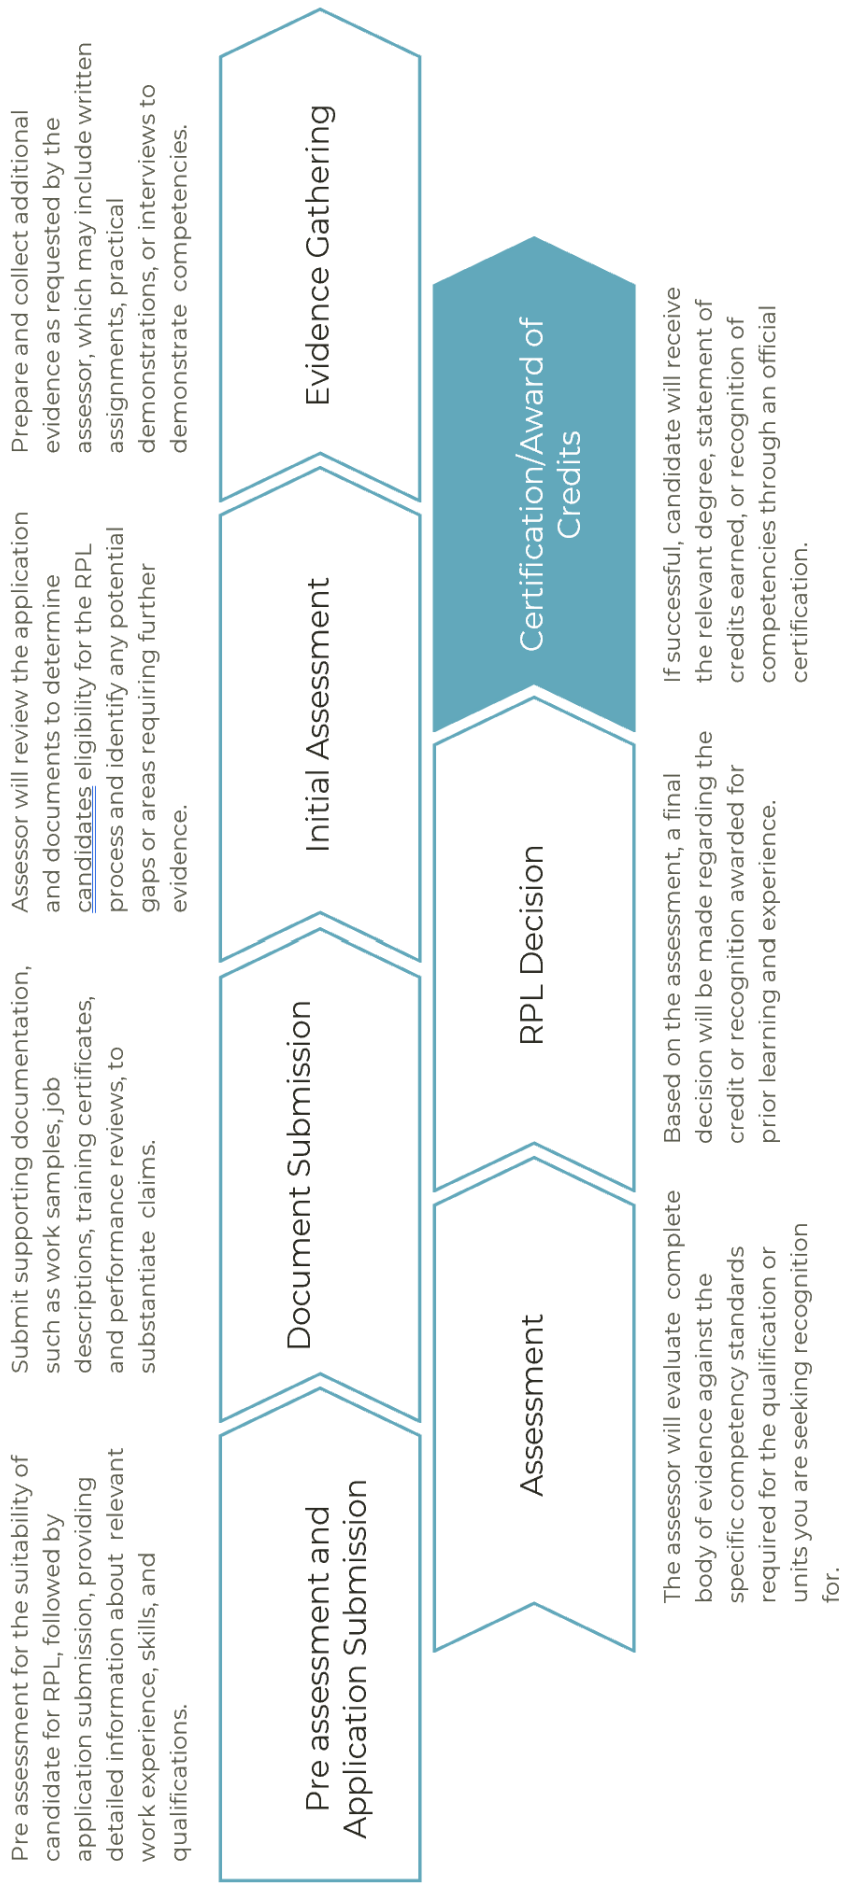 Pre assessment for the suitability of
candidate for RPL, followed by
application submission, providing
detailed information about relevant
work experience, skills, and
qualifications.
Pre assessment and
Application Submission
Submit supporting documentation,
such as work samples, job
descriptions, training certificates,
and performance reviews, to
substantiate claims.
Document Submission
Assessor will review the application
and documents to determine
candidates eligibility for the RPL
process and identify any potential
gaps or areas requiring further
evidence.
Initial Assessment
Prepare and collect additional
evidence as requested by the
assessor, which may include written
assignments, practical
demonstrations, or interviews to
demonstrate competencies.
Evidence Gathering
Assessment
The assessor will evaluate complete
body of evidence against the
specific competency standards
required for the qualification or
units you are seeking recognition
for.
RPL Decision
Based on the assessment, a final
decision will be made regarding the
credit or recognition awarded for
prior learning and experience.
Certification/Award of
Credits
If successful, candidate will receive
the relevant degree, statement of
credits earned, or recognition of
competencies through an official
certification.